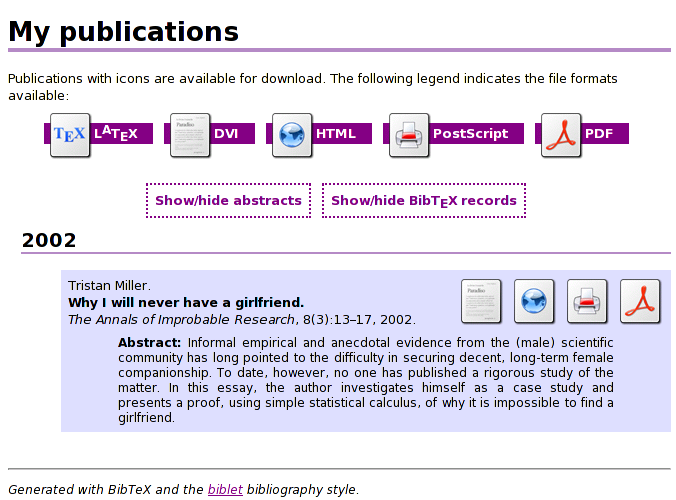 My publications
Publications with icons are available for download. The following legend indicates the file formats
available:
TEX LATEX DVI HTML PostScript PDF
Show/hide abstracts Show/hide BibTEX records
2002
Tristan Miller.
Why I will never have a girlfriend.
The Annals of Improbable Research, 8(3):13–17, 2002.
Abstract: Informal empirical and anecdotal evidence from the (male) scientific
community has long pointed to the difficulty in securing decent, long-term female
companionship. To date, however, no one has published a rigorous study of the
matter. In this essay, the author investigates himself as a case study and
presents a proof, using simple statistical calculus, of why it is impossible to find a
girlfriend.
Generated with BibTeX and the biblet bibliography style.